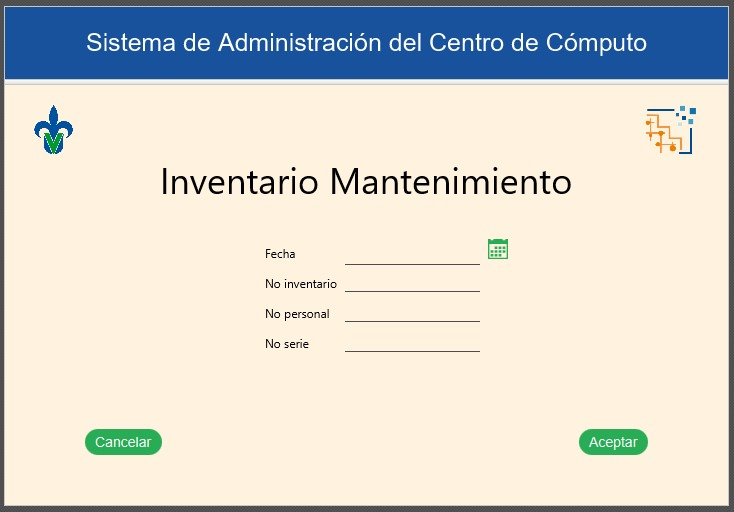 Sistema de Administración del Centro de Cómputo
Inventario Mantenimiento
Fecha
No inventario
No personal
No serie
Cancelar
Aceptar